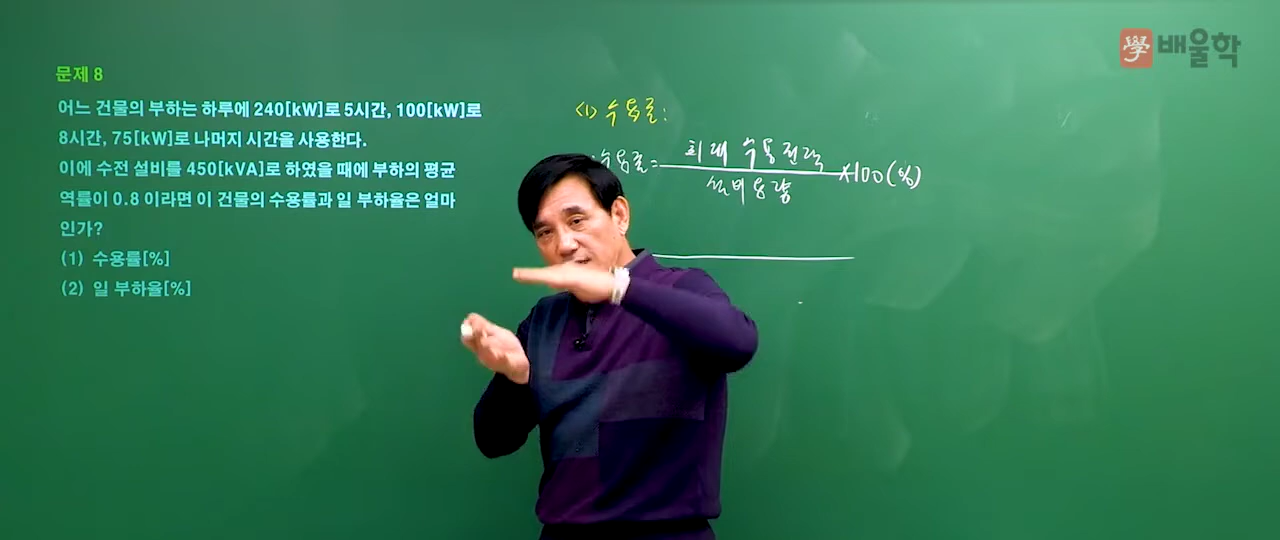 學 배울학
문제 8
어느 건물의 부하는 하루에 240[kW]로 5시간, 100[kW]로
8시간, 75[kW]로 나머지 시간을 사용한다.
이에 수전 설비를 450[kVA]로 하였을 때에 부하의 평균
역률이 0.8 이라면 이 건물의 수용률과 일 부하율은 얼마
인가?
(1) 수용률[%]
(2) 일 부하율[%]
<1> 수용률:
수용률= 최대 수용전력 ×100(%)
설비용량